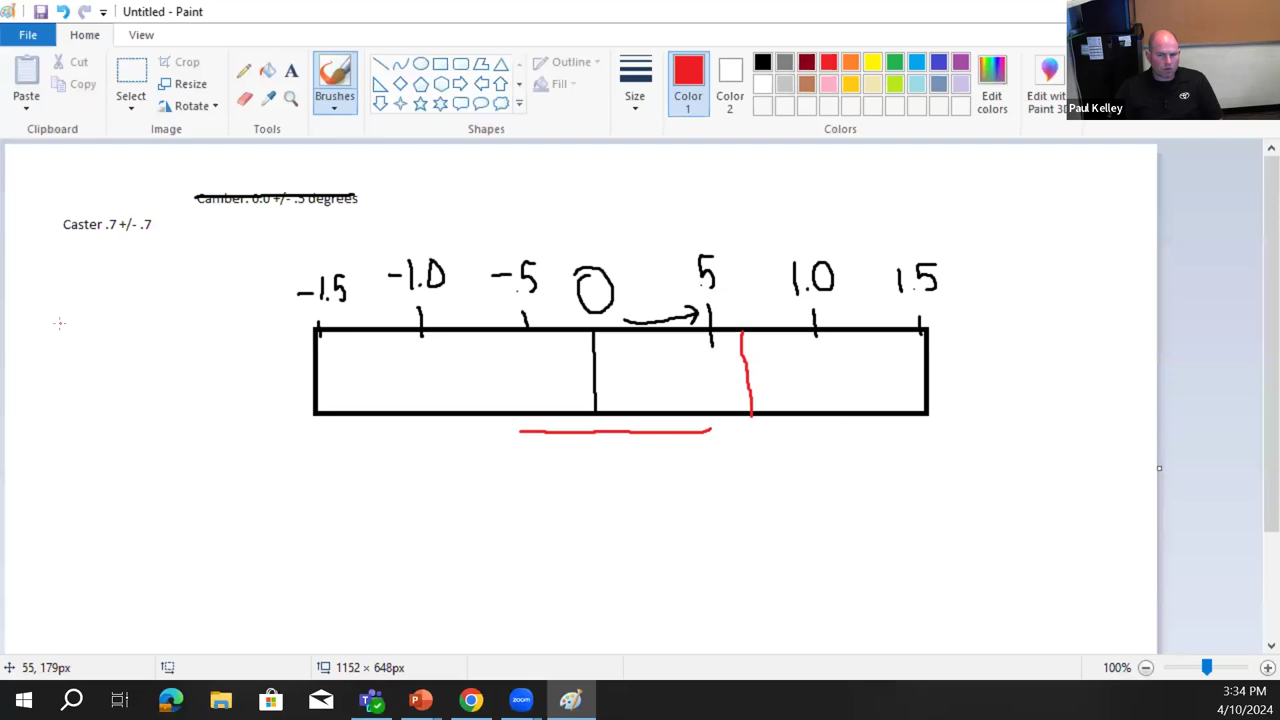 Untitled - Paint
File Home View
Paste Cut Copy Clipboard
Select Crop Resize Rotate Image
Tools
Brushes
Shapes
Outline Fill
Size
Color 1
Color 2
Colors
Edit colors
Edit with Paint 3D
Paul Kelley
Camber: 0.0 +/- .5 degrees
Caster .7 +/- .7
-1.5 -1.0 -.5 0 .5 1.0 1.5
55, 179px
1152 × 648px
100%
zoom
3:34 PM
4/10/2024